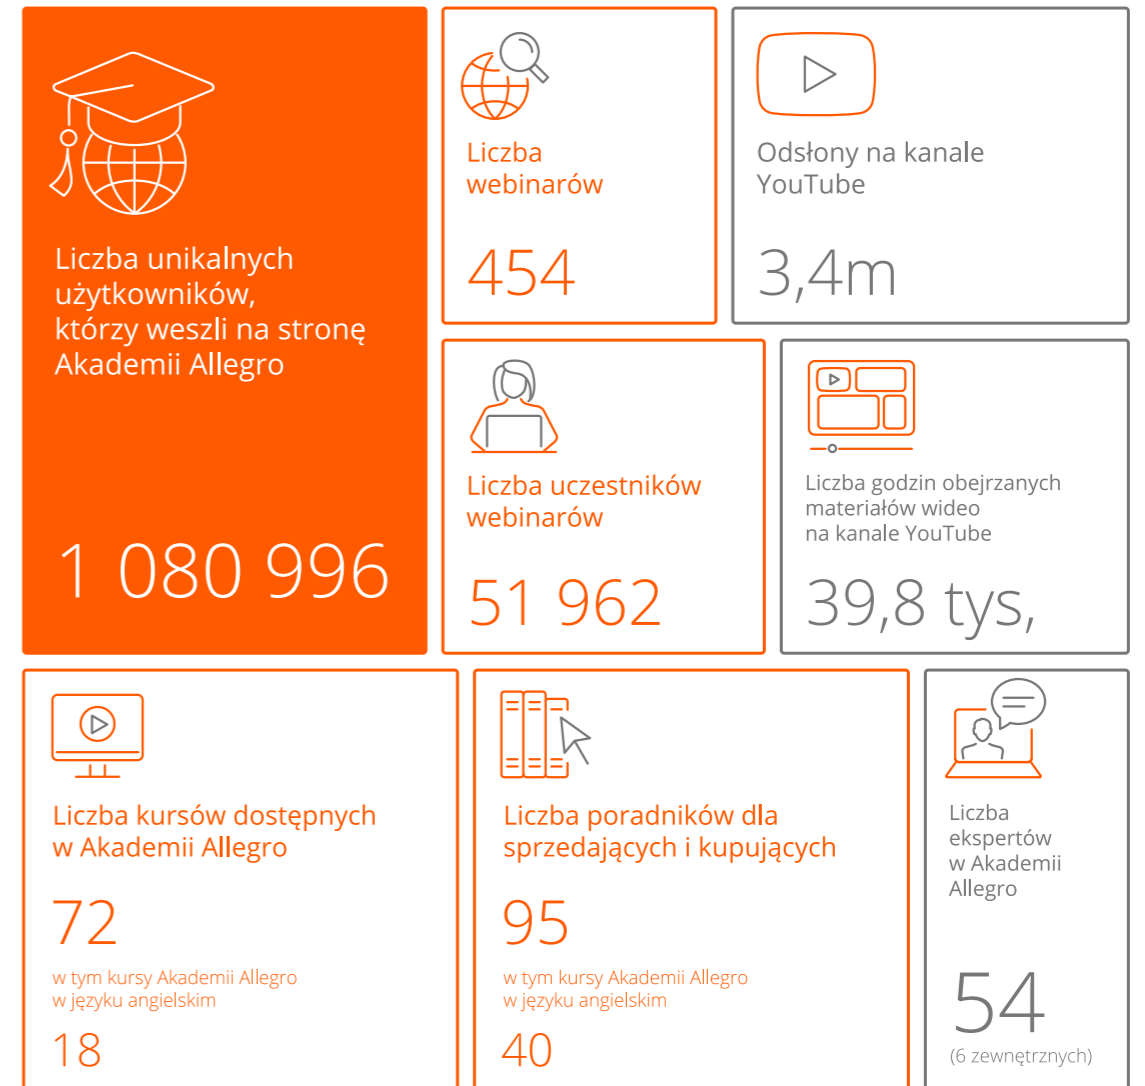 Liczba unikalnych
użytkowników,
którzy weszli na stronę
Akademii Allegro
1 080 996
Liczba
webinarów
454
Odsłony na kanale
YouTube
3,4m
Liczba uczestników
webinarów
51 962
Liczba godzin obejrzanych
materiałów wideo
na kanale YouTube
39,8 tys,
Liczba kursów dostępnych
w Akademii Allegro
72
w tym kursy Akademii Allegro
w języku angielskim
18
Liczba poradników dla
sprzedających i kupujących
95
w tym kursy Akademii Allegro
w języku angielskim
40
Liczba
ekspertów
w Akademii
Allegro
54
(6 zewnętrznych)